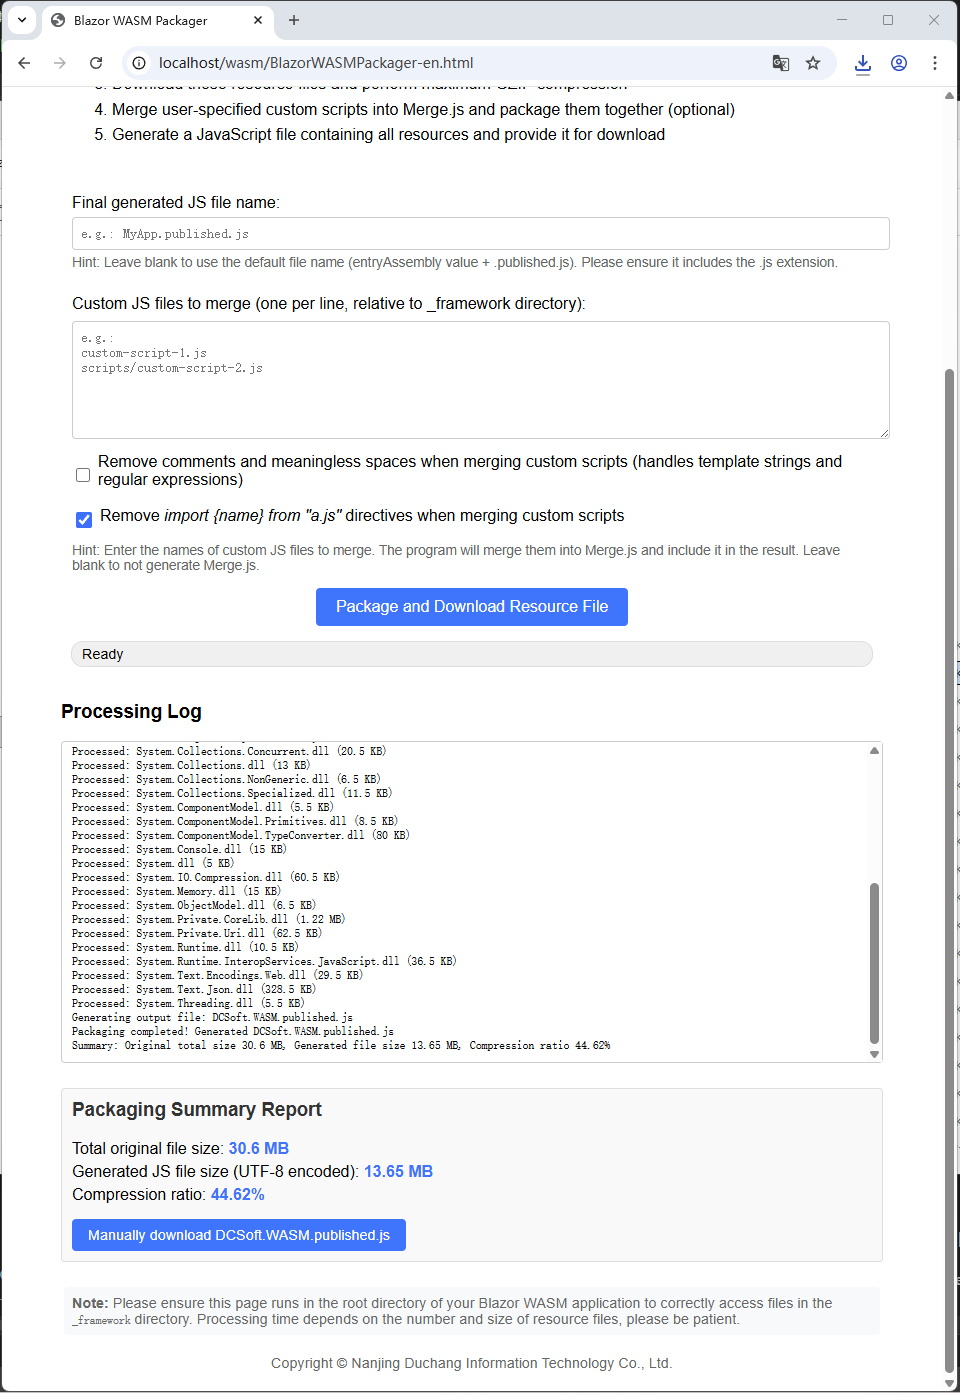 Blazor WASM Packager
localhost/wasm/BlazorWASMPackager-en.html
4. Merge user-specified custom scripts into Merge.js and package them together (optional)
5. Generate a JavaScript file containing all resources and provide it for download
Final generated JS file name:
e.g.: MyApp.published.js
Hint: Leave blank to use the default file name (entryAssembly value + .published.js). Please ensure it includes the .js extension.
Custom JS files to merge (one per line, relative to _framework directory):
e.g.:
custom-script-1.js
scripts/custom-script-2.js
Remove comments and meaningless spaces when merging custom scripts (handles template strings and
regular expressions)
Remove import {name} from "a.js" directives when merging custom scripts
Hint: Enter the names of custom JS files to merge. The program will merge them into Merge.js and include it in the result. Leave
blank to not generate Merge.js.
Package and Download Resource File
Ready
Processing Log
Processed: System.Collections.Concurrent.dll (20.5 KB)
Processed: System.Collections.dll (13 KB)
Processed: System.Collections.NonGeneric.dll (6.5 KB)
Processed: System.Collections.Specialized.dll (11.5 KB)
Processed: System.ComponentModel.dll (5.5 KB)
Processed: System.ComponentModel.Primitives.dll (8.5 KB)
Processed: System.ComponentModel.TypeConverter.dll (80 KB)
Processed: System.Console.dll (15 KB)
Processed: System.dll (5 KB)
Processed: System.IO.Compression.dll (60.5 KB)
Processed: System.Memory.dll (15 KB)
Processed: System.ObjectModel.dll (6.5 KB)
Processed: System.Private.CoreLib.dll (1.22 MB)
Processed: System.Private.Uri.dll (62.5 KB)
Processed: System.Runtime.dll (10.5 KB)
Processed: System.Runtime.InteropServices.JavaScript.dll (36.5 KB)
Processed: System.Text.Encodings.Web.dll (29.5 KB)
Processed: System.Text.Json.dll (328.5 KB)
Processed: System.Threading.dll (5.5 KB)
Generating output file: DCSoft.WASM.published.js
Packaging completed! Generated DCSoft.WASM.published.js
Summary: Original total size 30.6 MB, Generated file size 13.65 MB, Compression ratio 44.62%
Packaging Summary Report
Total original file size: 30.6 MB
Generated JS file size (UTF-8 encoded): 13.65 MB
Compression ratio: 44.62%
Manually download DCSoft.WASM.published.js
Note: Please ensure this page runs in the root directory of your Blazor WASM application to correctly access files in the
_framework directory. Processing time depends on the number and size of resource files, please be patient.
Copyright © Nanjing Duchang Information Technology Co., Ltd.